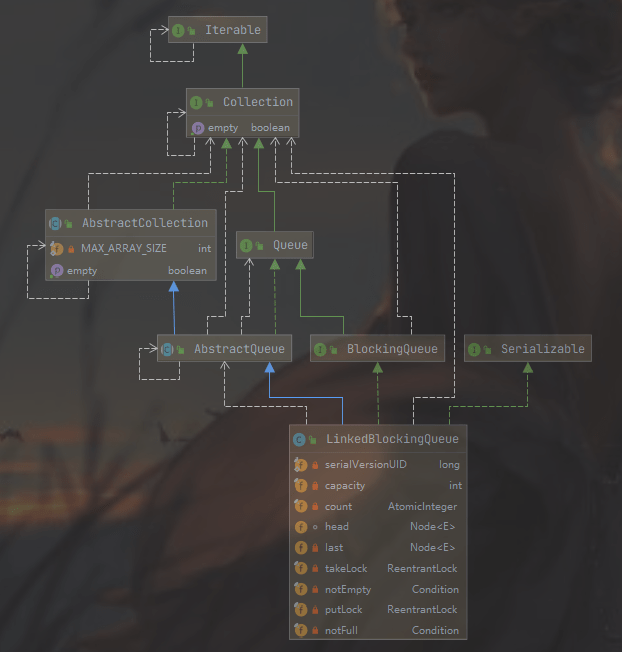 Iterable
Collection
empty boolean
AbstractCollection
MAX_ARRAY_SIZE int
empty boolean
Queue
AbstractQueue
BlockingQueue
Serializable
LinkedBlockingQueue
serialVersionUID long
capacity int
count AtomicInteger
head Node<E>
last Node<E>
takeLock ReentrantLock
notEmpty Condition
putLock ReentrantLock
notFull Condition